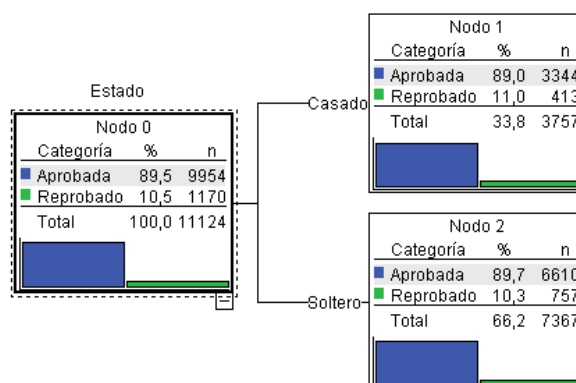 Estado
Nodo 0
Categoría % n
Aprobada 89,5 9954
Reprobado 10,5 1170
Total 100,0 11124
Casado
Nodo 1
Categoría % n
Aprobada 89,0 3344
Reprobado 11,0 413
Total 33,8 3757
Soltero
Nodo 2
Categoría % n
Aprobada 89,7 6610
Reprobado 10,3 757
Total 66,2 7367